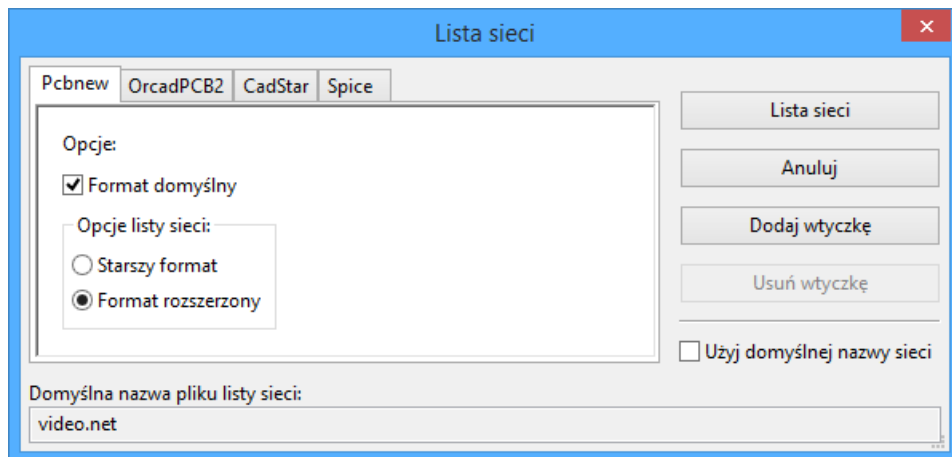 Lista sieci
Pcbnew OrcadPCB2 CadStar Spice
Opcje:
Format domyślny
Opcje listy sieci:
Starszy format
Format rozszerzony
Lista sieci
Anuluj
Dodaj wtyczkę
Usuń wtyczkę
Użyj domyślnej nazwy sieci
Domyślna nazwa pliku listy sieci:
video.net